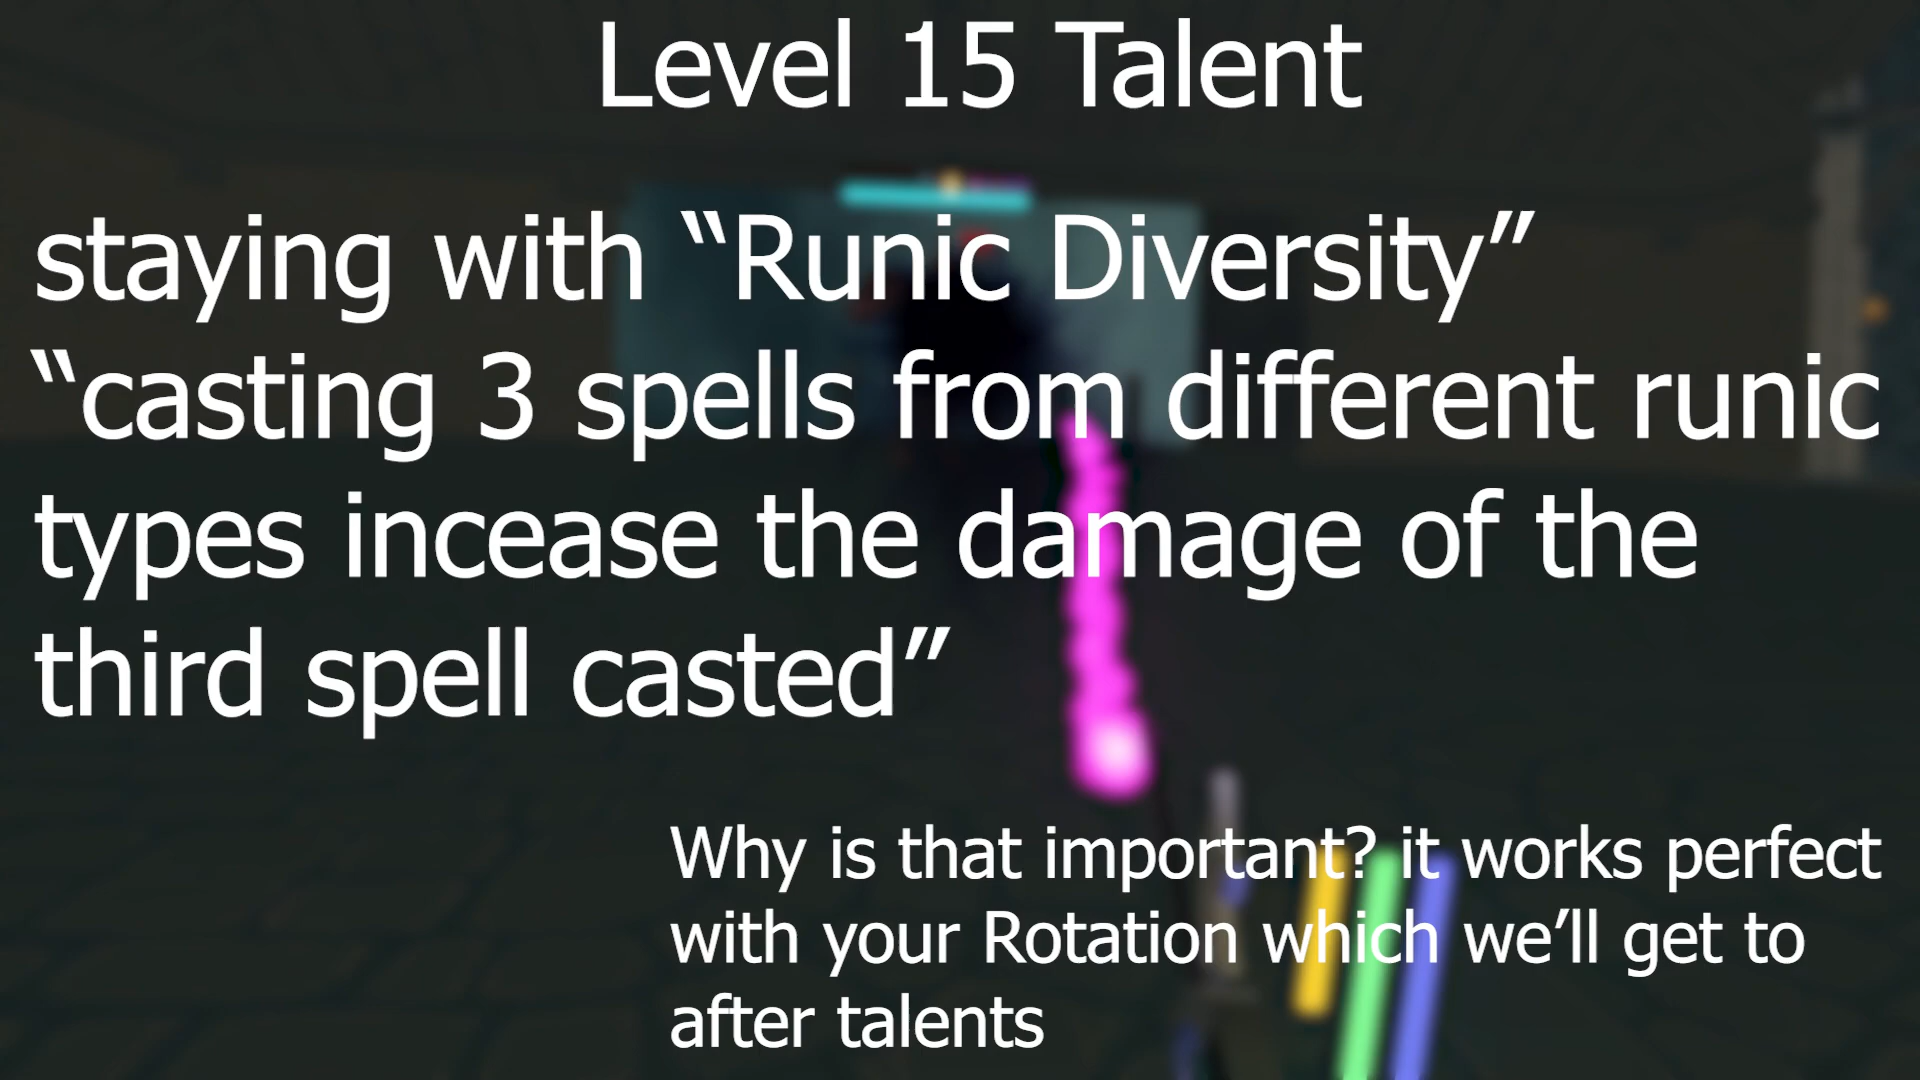 Level 15 Talent
staying with “Runic Diversity”
“casting 3 spells from different runic
types incease the damage of the
third spell casted”
Why is that important? it works perfect
with your Rotation which we’ll get to
after talents